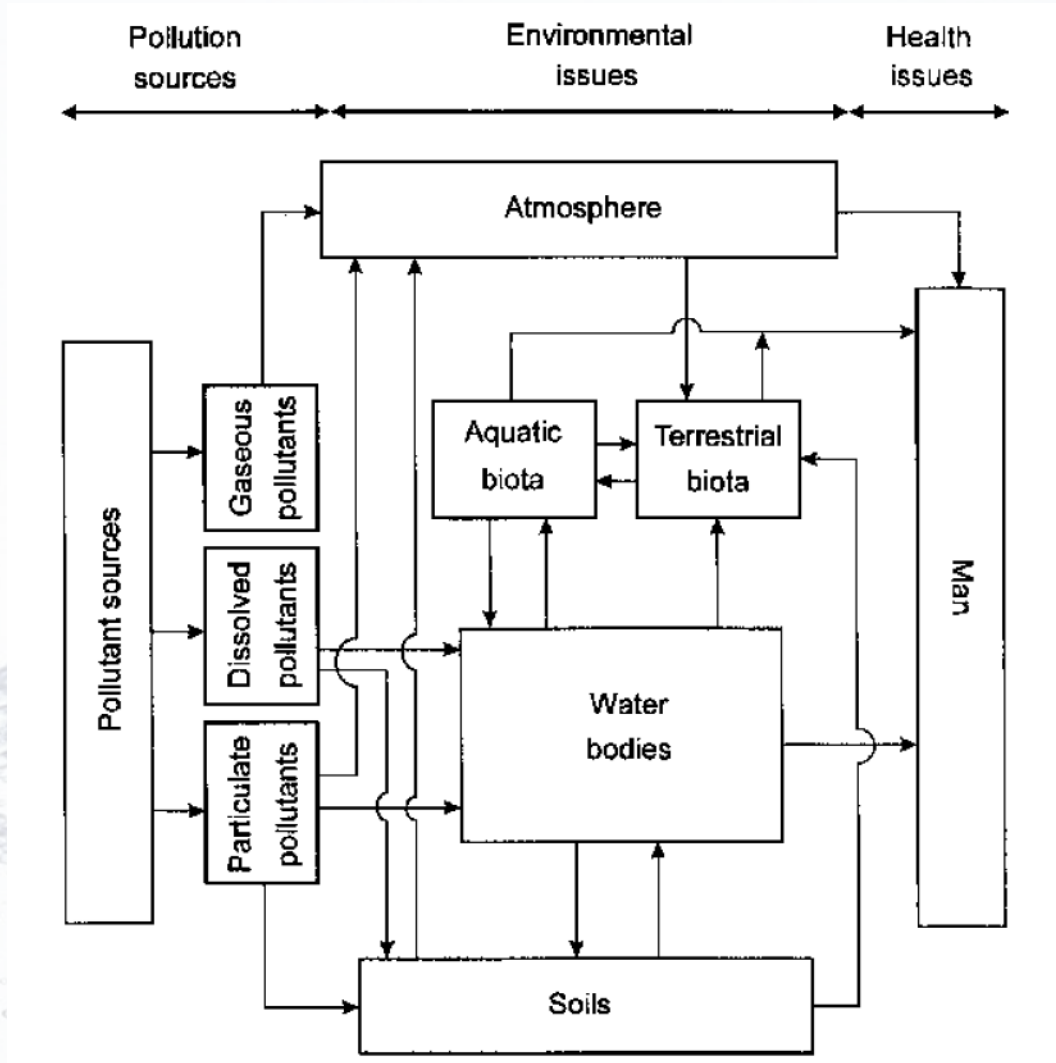 Pollution
sources
Environmental
issues
Health
issues
Atmosphere
Pollutant sources
Gaseous
pollutants
Dissolved
pollutants
Particulate
pollutants
Aquatic
biota
Terrestrial
biota
Water
bodies
Soils
Man